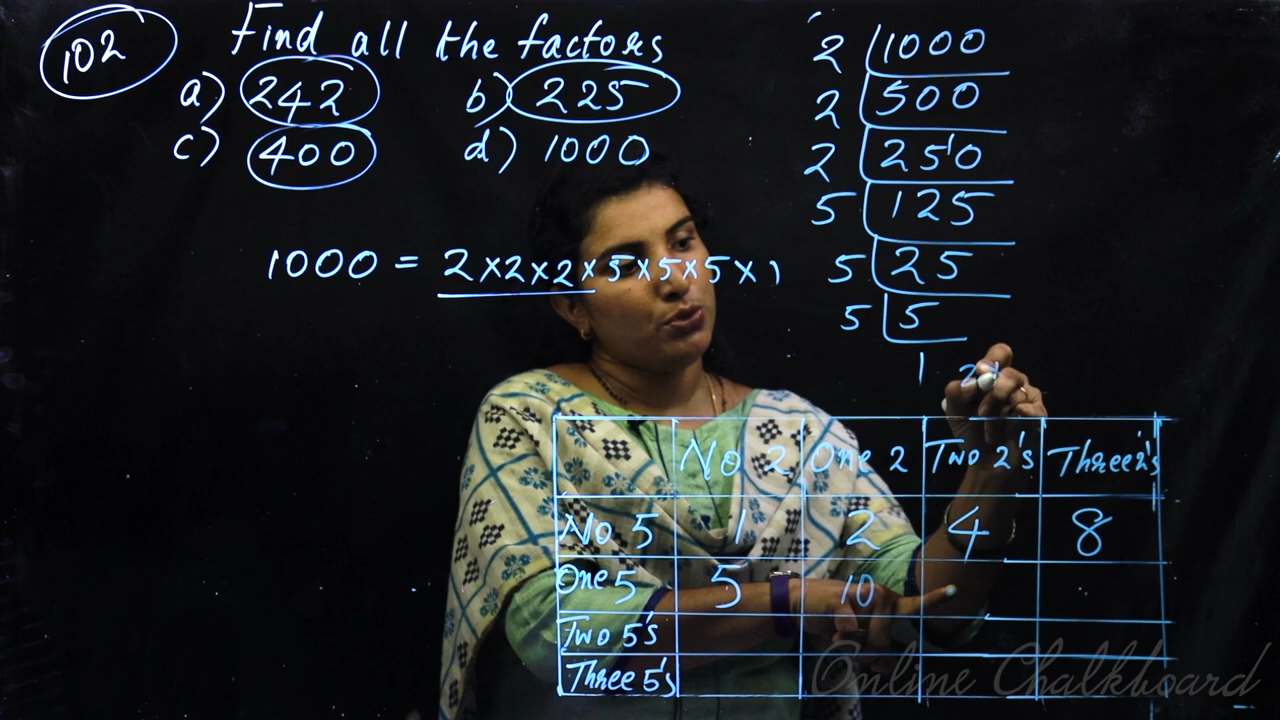 102
Find all the factors
a) 242 b) 225
c) 400 d) 1000
1000 = 2×2×2×5×5×5×1
2 1000
2 500
2 250
5 125
5 25
5 5
1
No 2 One 2 Two 2's Three 2's
No 5 1 2 4 8
One 5 5 10
Two 5's
Three 5's
Online Chalkboard